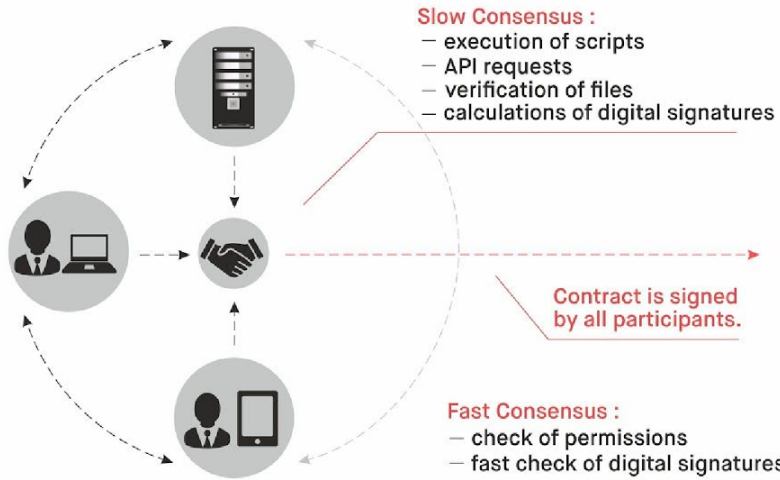 Slow Consensus :
— execution of scripts
— API requests
— verification of files
— calculations of digital signatures
Contract is signed
by all participants.
Fast Consensus :
— check of permissions
— fast check of digital signatures